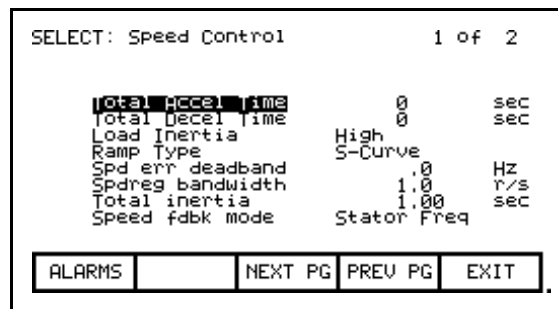 SELECT: Speed Control 1 of 2
Total Accel Time 0 sec
Total Decel Time 0 sec
Load Inertia High
Ramp Type S-Curve
Spd err deadband .0 Hz
Spdreg bandwidth 1.0 r/s
Total inertia 1.00 sec
Speed fdbk mode Stator Freq
ALARMS NEXT PG PREV PG EXIT
.